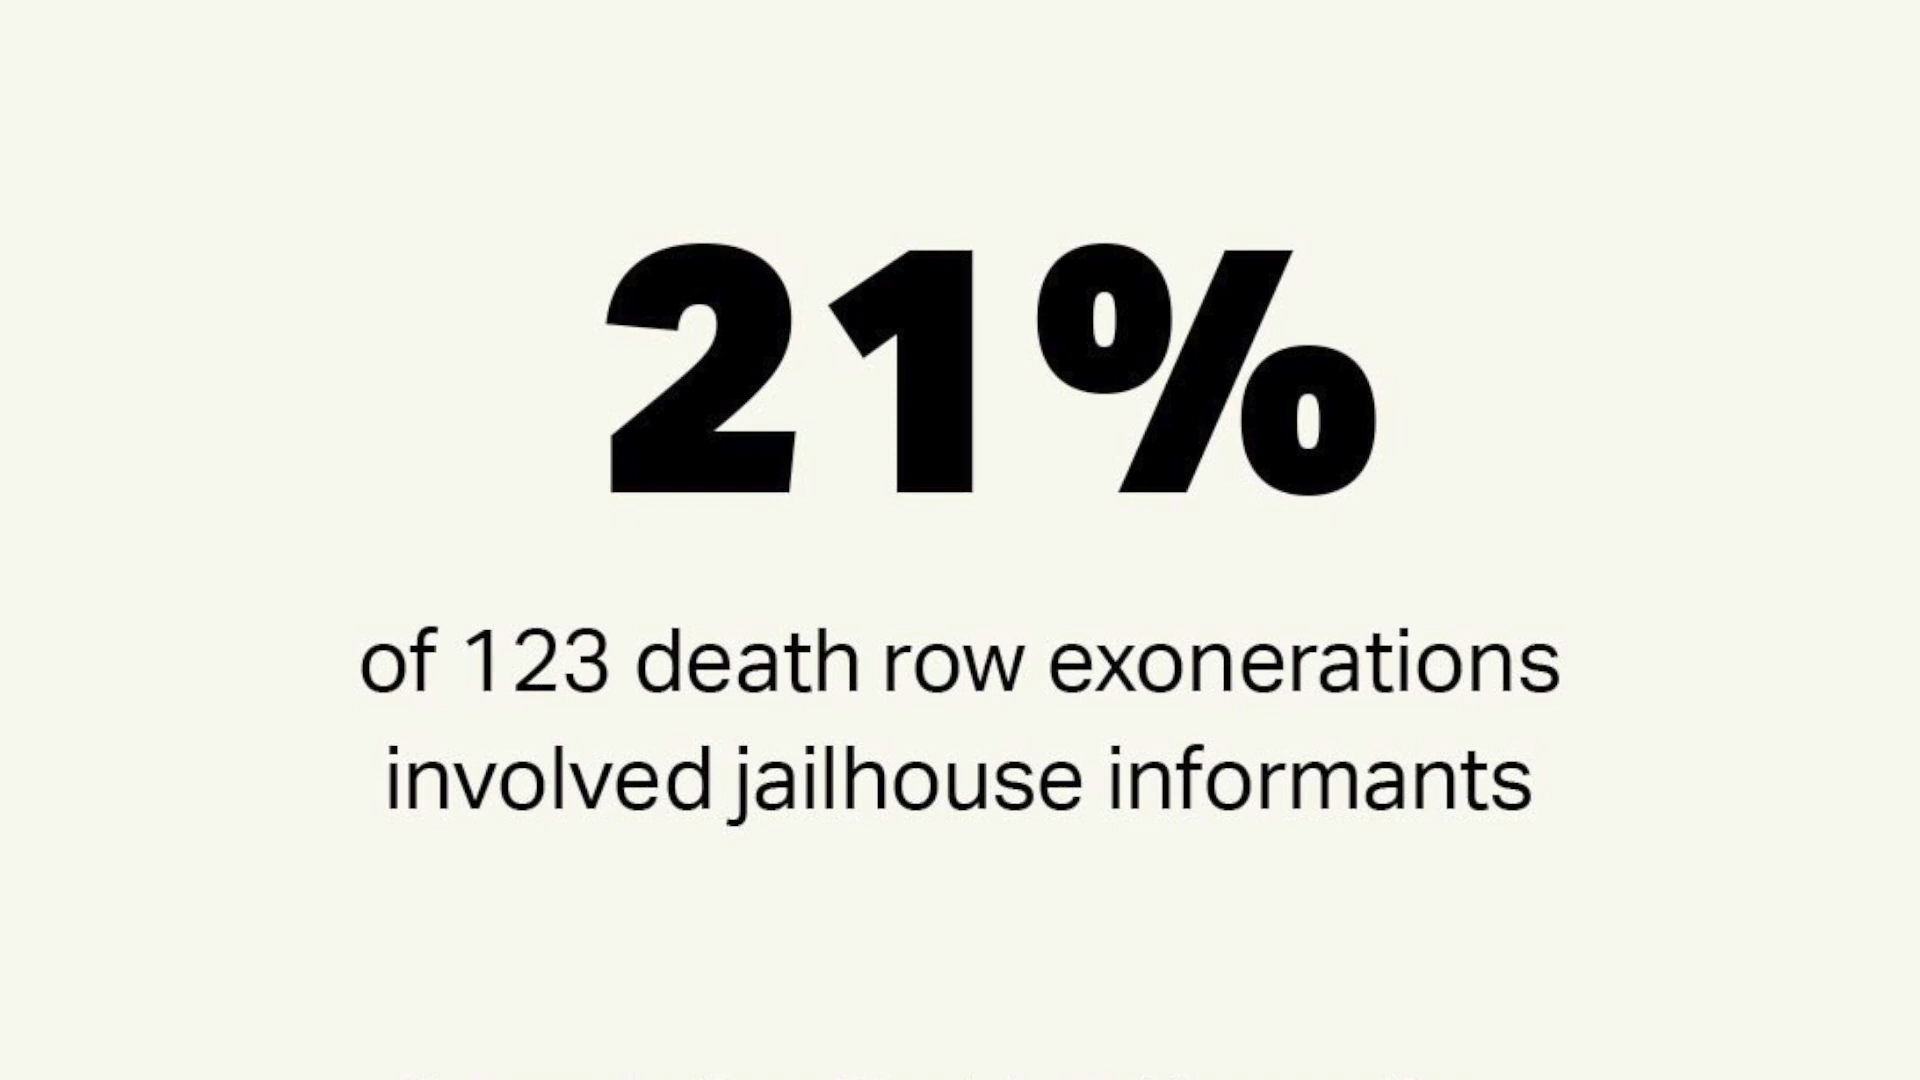 21%
of 123 death row exonerations
involved jailhouse informants